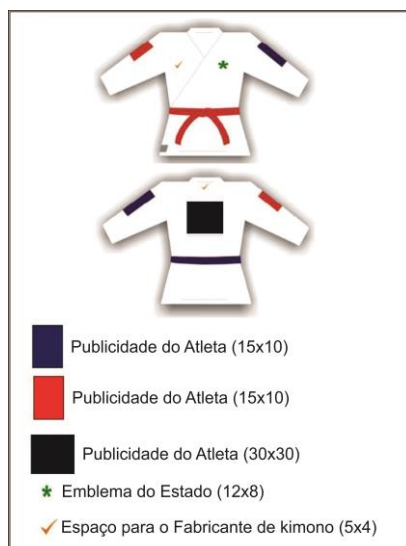 Publicidade do Atleta (15x10)
Publicidade do Atleta (15x10)
Publicidade do Atleta (30x30)
Emblema do Estado (12x8)
Espaço para o Fabricante de kimono (5x4)